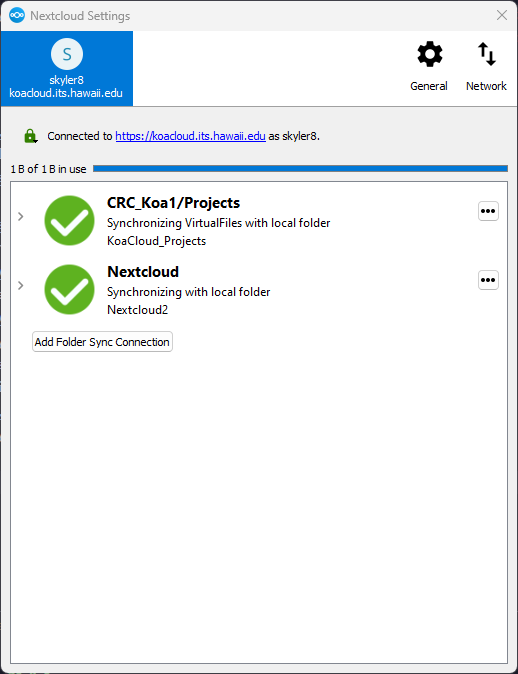 Nextcloud Settings
S
skyler8
koacloud.its.hawaii.edu
General
Network
Connected to https://koacloud.its.hawaii.edu as skyler8.
1 B of 1 B in use
CRC_Koa1/Projects
Synchronizing VirtualFiles with local folder
KoaCloud_Projects
Nextcloud
Synchronizing with local folder
Nextcloud2
Add Folder Sync Connection